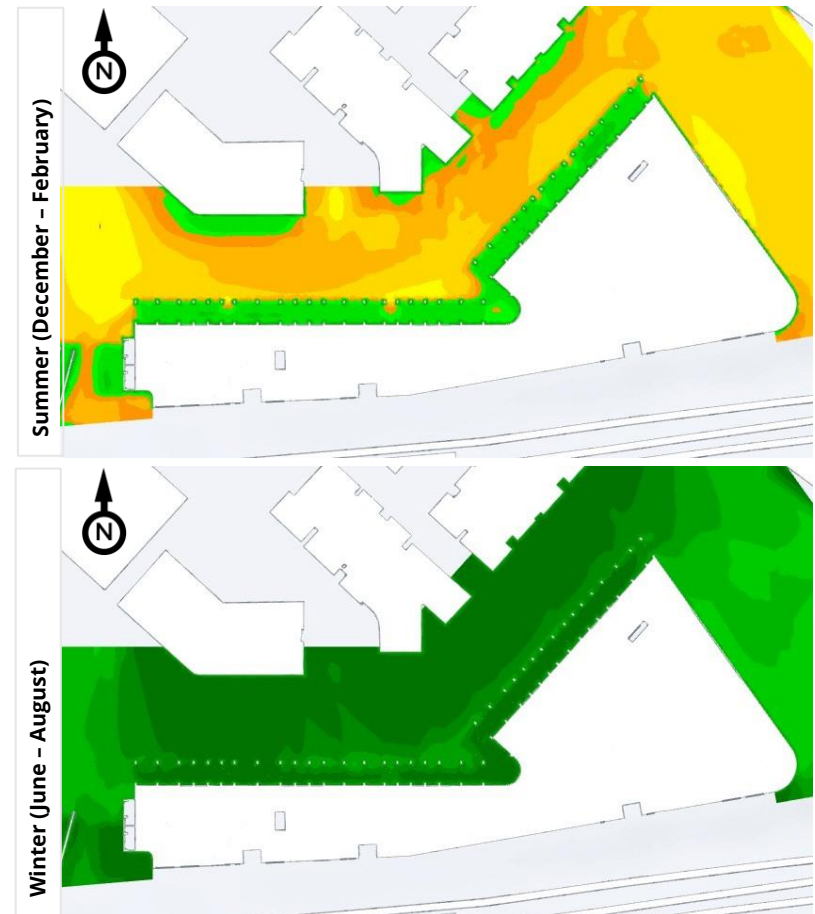 N
Summer (December – February)
N
Winter (June – August)